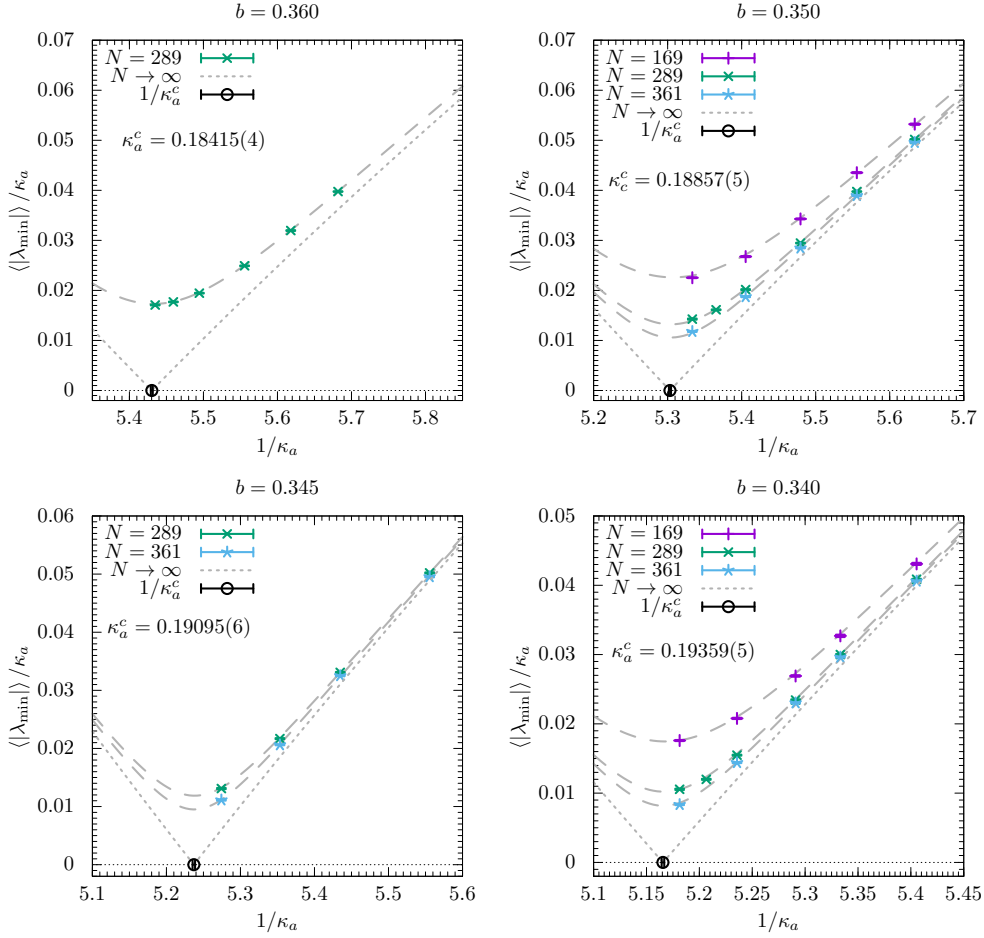 b = 0.360
⟨|λ_min|⟩/κ_a
0.07
0.06
0.05
0.04
0.03
0.02
0.01
0
5.4 5.5 5.6 5.7 5.8
1/κ_a
N = 289
N → ∞
1/κ_a^c
κ_a^c = 0.18415(4)
b = 0.350
⟨|λ_min|⟩/κ_a
0.07
0.06
0.05
0.04
0.03
0.02
0.01
0
5.2 5.3 5.4 5.5 5.6 5.7
1/κ_a
N = 169
N = 289
N = 361
N → ∞
1/κ_a^c
κ_c^c = 0.18857(5)
b = 0.345
⟨|λ_min|⟩/κ_a
0.06
0.05
0.04
0.03
0.02
0.01
0
5.1 5.2 5.3 5.4 5.5 5.6
1/κ_a
N = 289
N = 361
N → ∞
1/κ_a^c
κ_a^c = 0.19095(6)
b = 0.340
⟨|λ_min|⟩/κ_a
0.05
0.04
0.03
0.02
0.01
0
5.1 5.15 5.2 5.25 5.3 5.35 5.4 5.45
1/κ_a
N = 169
N = 289
N = 361
N → ∞
1/κ_a^c
κ_a^c = 0.19359(5)